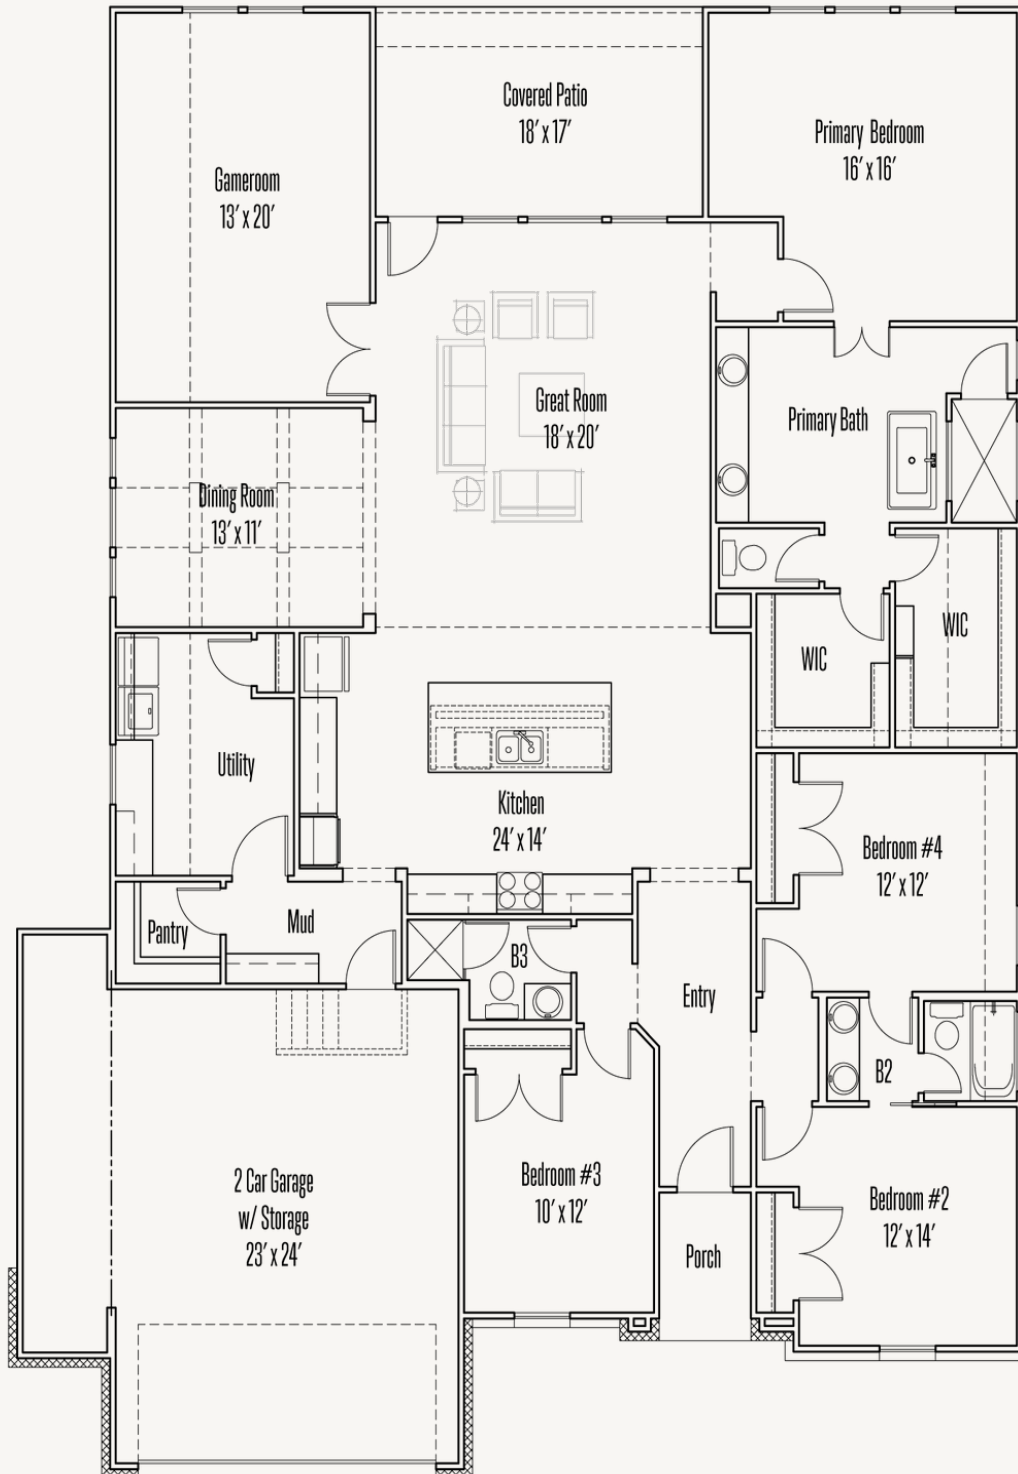 Covered Patio
18' x 17'
Primary Bedroom
16' x 16'
Gameroom
13' x 20'
Great Room
18' x 20'
Primary Bath
Dining Room
13' x 11'
WIC
WIC
Utility
Kitchen
24' x 14'
Bedroom #4
12' x 12'
Pantry
Mud
B3
Entry
B2
2 Car Garage
w/ Storage
23' x 24'
Bedroom #3
10' x 12'
Bedroom #2
12' x 14'
Porch